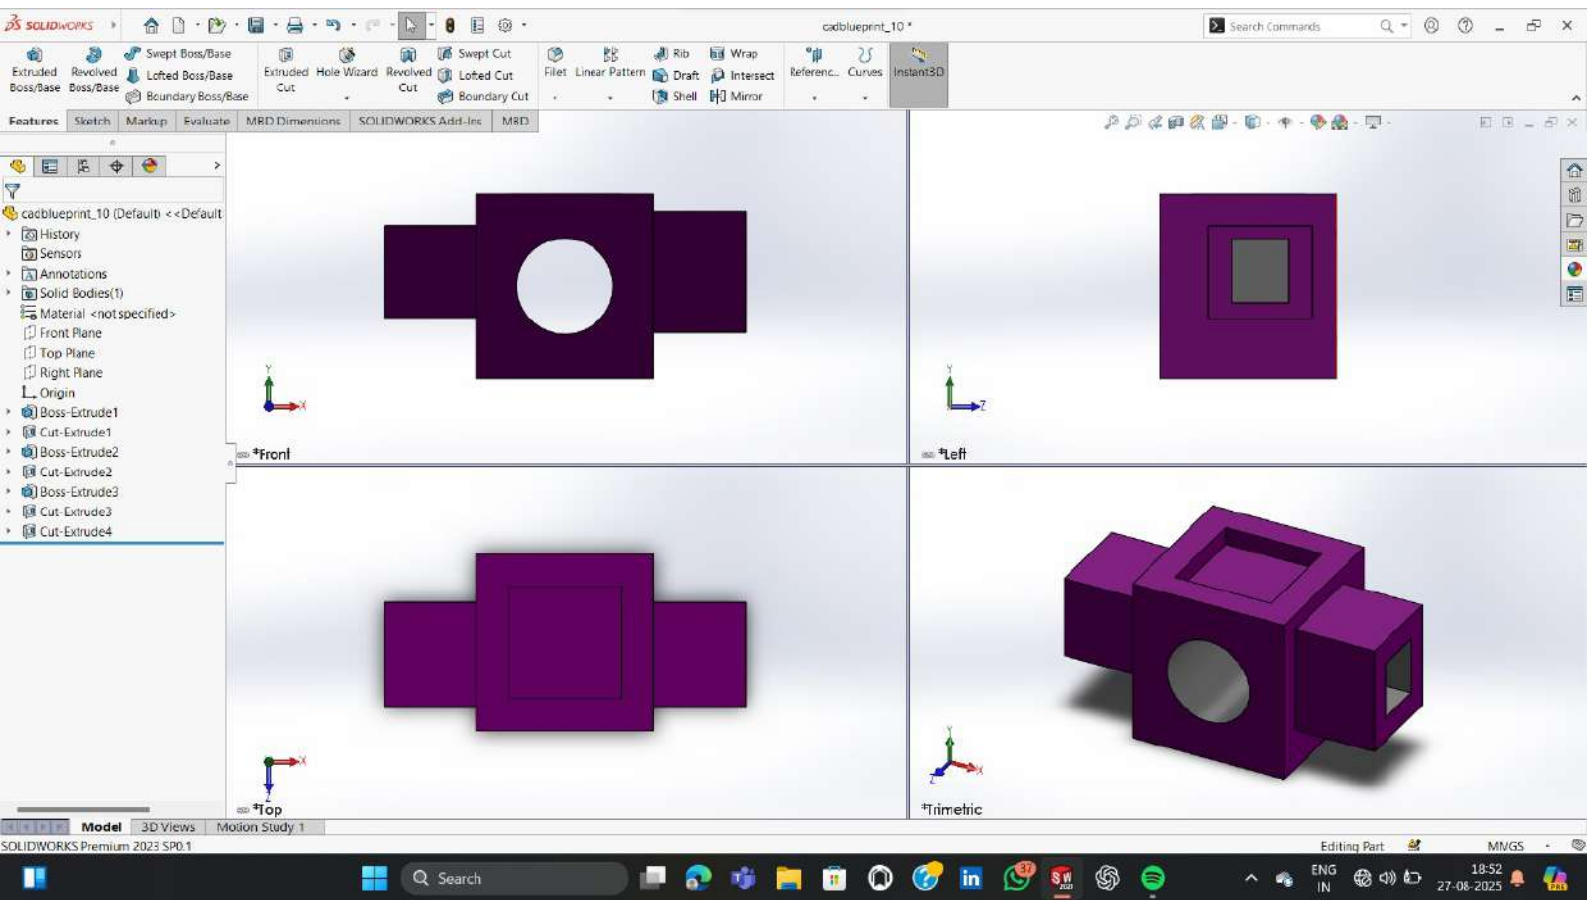 SOLIDWORKS
cadblueprint_10 *
Search Commands
Extruded Boss/Base
Revolved Boss/Base
Swept Boss/Base
Lofted Boss/Base
Boundary Boss/Base
Extruded Cut
Hole Wizard
Revolved Cut
Swept Cut
Lofted Cut
Boundary Cut
Fillet
Linear Pattern
Rib
Draft
Shell
Wrap
Intersect
Mirror
Referenc...
Curves
Instant3D
Features
Sketch
Markup
Evaluate
MBD Dimensions
SOLIDWORKS Add-Ins
MBD
cadblueprint_10 (Default) <<Default
History
Sensors
Annotations
Solid Bodies(1)
Material <not specified>
Front Plane
Top Plane
Right Plane
Origin
Boss-Extrude1
Cut-Extrude1
Boss-Extrude2
Cut-Extrude2
Boss-Extrude3
Cut-Extrude3
Cut-Extrude4
Y
X
*Front
Y
Z
*Left
X
Z
*Top
Y
X
Z
*Trimetric
Model
3D Views
Motion Study 1
SOLIDWORKS Premium 2023 SP0.1
Editing Part
MMGS
Search
37
SW
2023
in
ENG
IN
18:52
27-08-2025
PRE